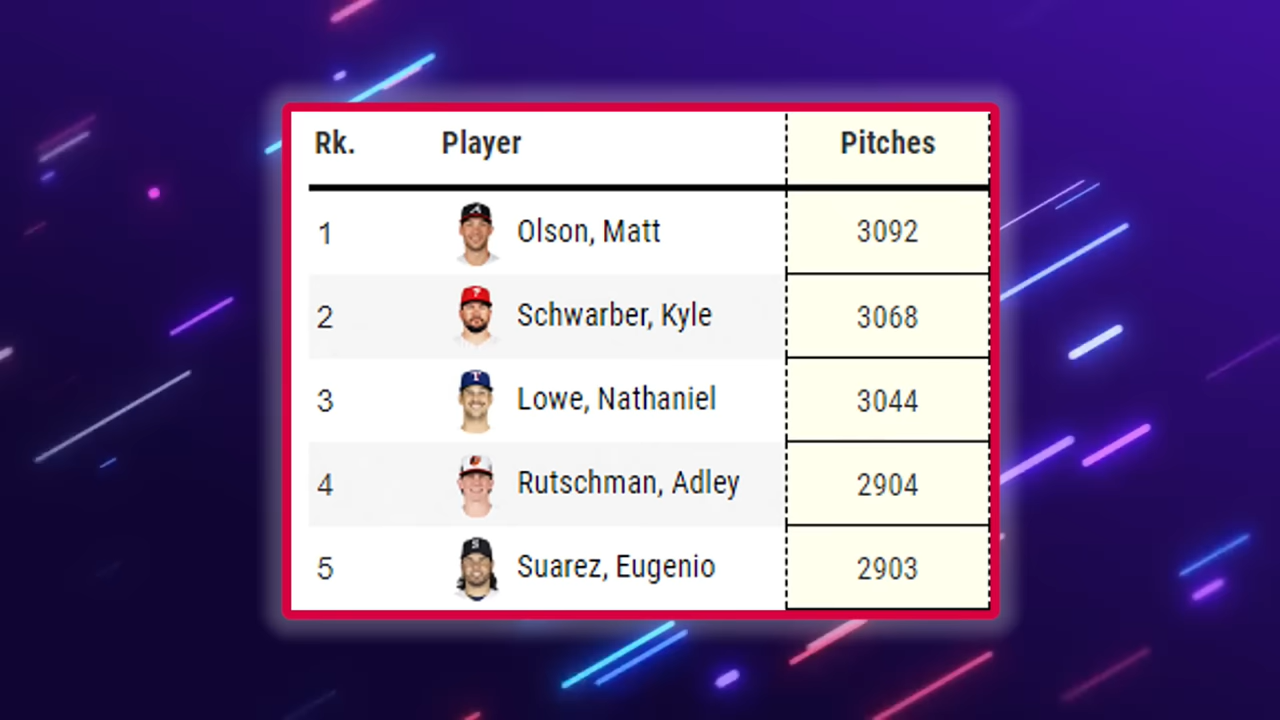 Rk. Player Pitches
1 Olson, Matt 3092
2 Schwarber, Kyle 3068
3 Lowe, Nathaniel 3044
4 Rutschman, Adley 2904
5 Suarez, Eugenio 2903